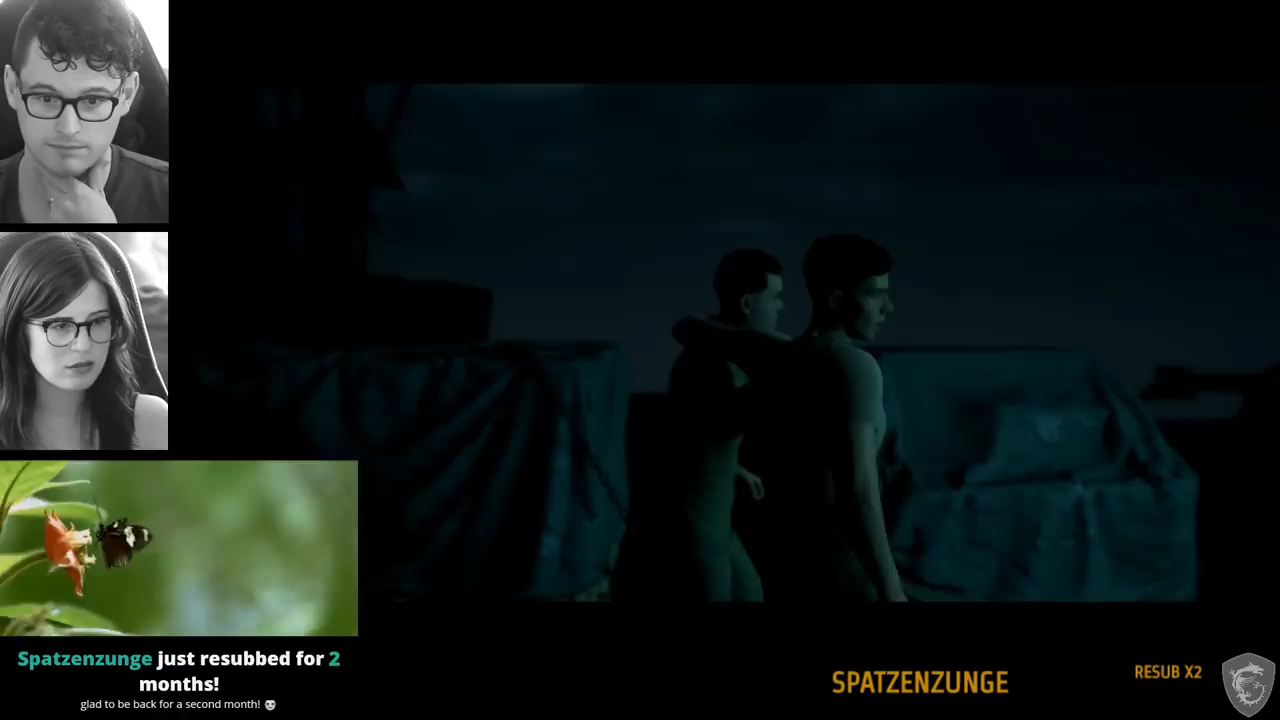 Spatzenzunge just resubbed for 2
months!
glad to be back for a second month! 💀
SPATZENZUNGE
RESUB X2